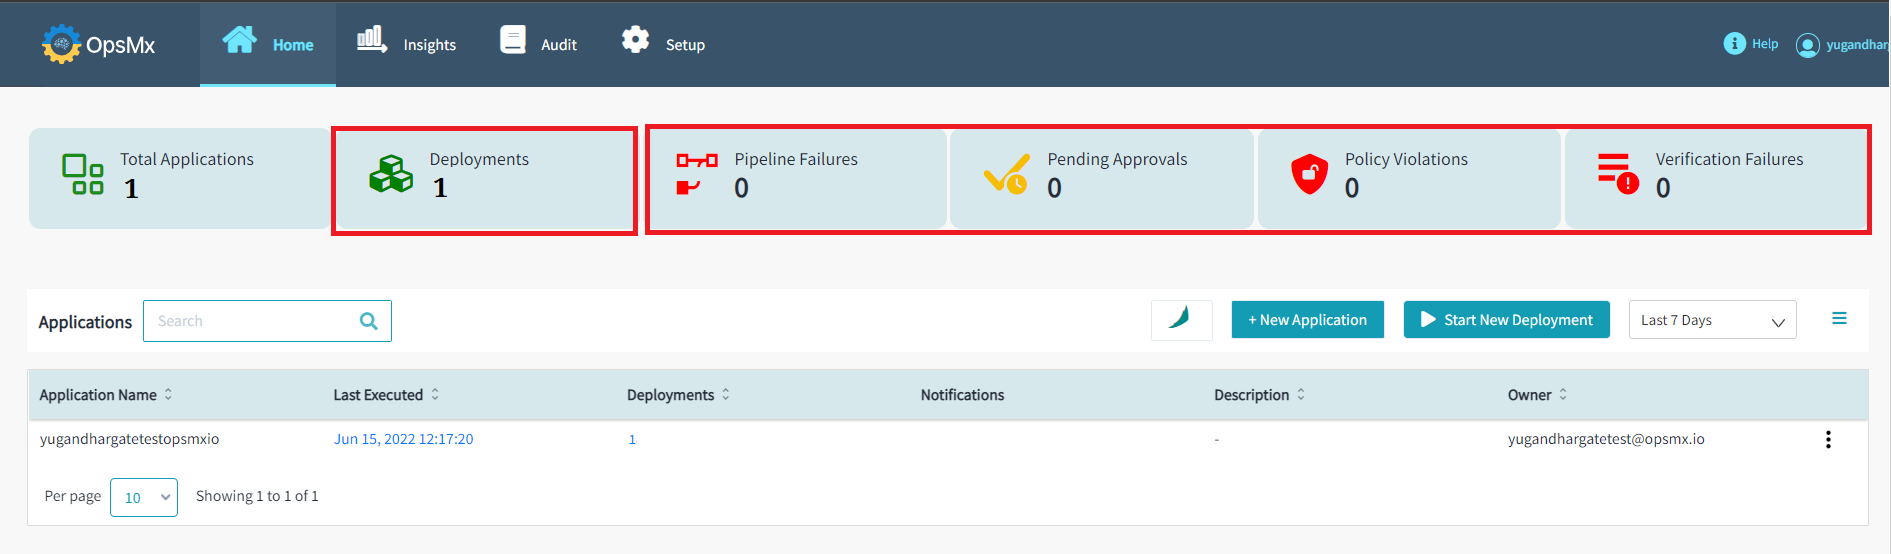 OpsMx Home Insights Audit Setup Help yugandhar
Total Applications
1
Deployments
1
Pipeline Failures
0
Pending Approvals
0
Policy Violations
0
Verification Failures
0
Applications Search + New Application Start New Deployment Last 7 Days
Application Name Last Executed Deployments Notifications Description Owner
yugandhargatetestopsmxio Jun 15, 2022 12:17:20 1 - yugandhargatetest@opsmx.io
Per page 10 Showing 1 to 1 of 1